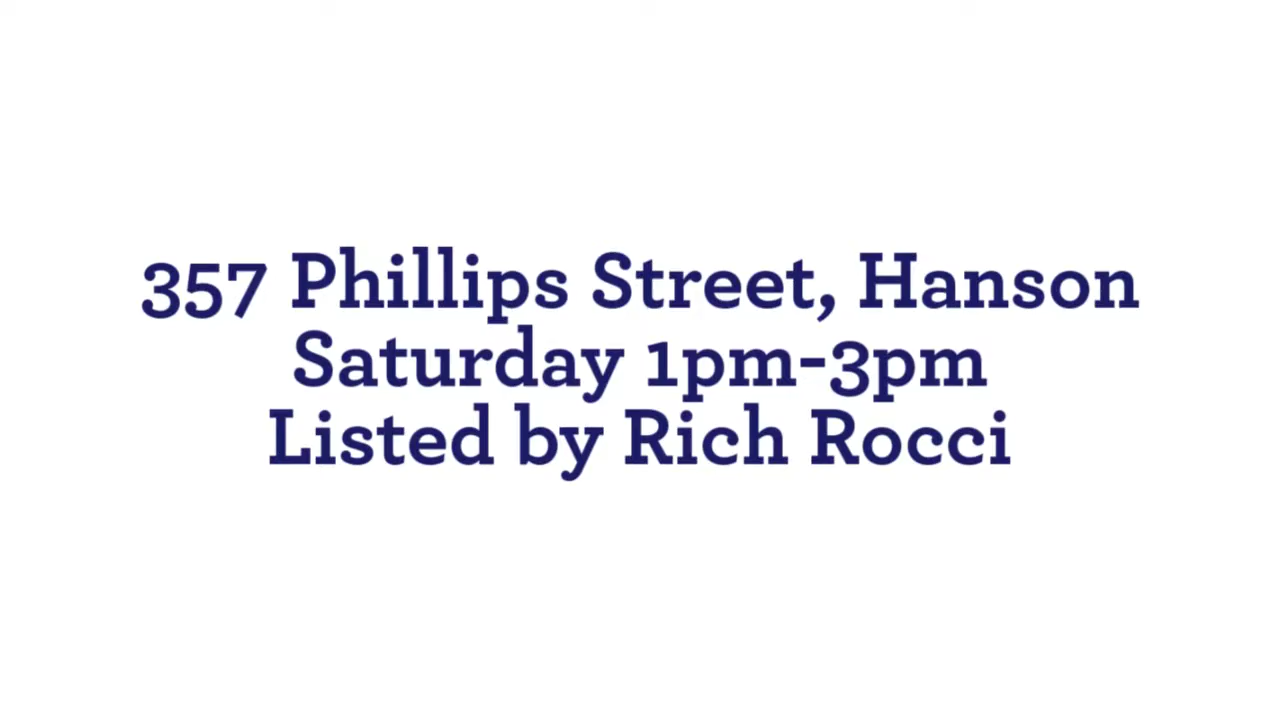 357 Phillips Street, Hanson
Saturday 1pm-3pm
Listed by Rich Rocci